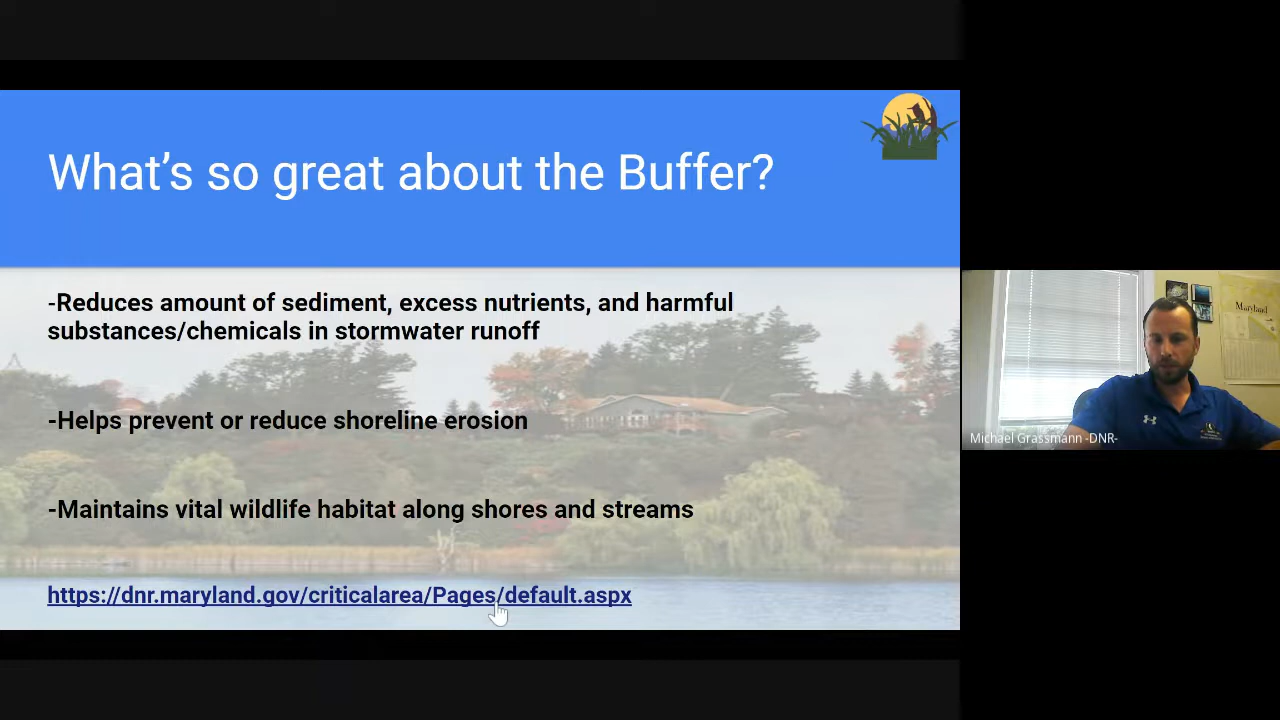 What's so great about the Buffer?
-Reduces amount of sediment, excess nutrients, and harmful
substances/chemicals in stormwater runoff
-Helps prevent or reduce shoreline erosion
-Maintains vital wildlife habitat along shores and streams
https://dnr.maryland.gov/criticalarea/Pages/default.aspx
Maryland
Michael Grassmann -DNR-